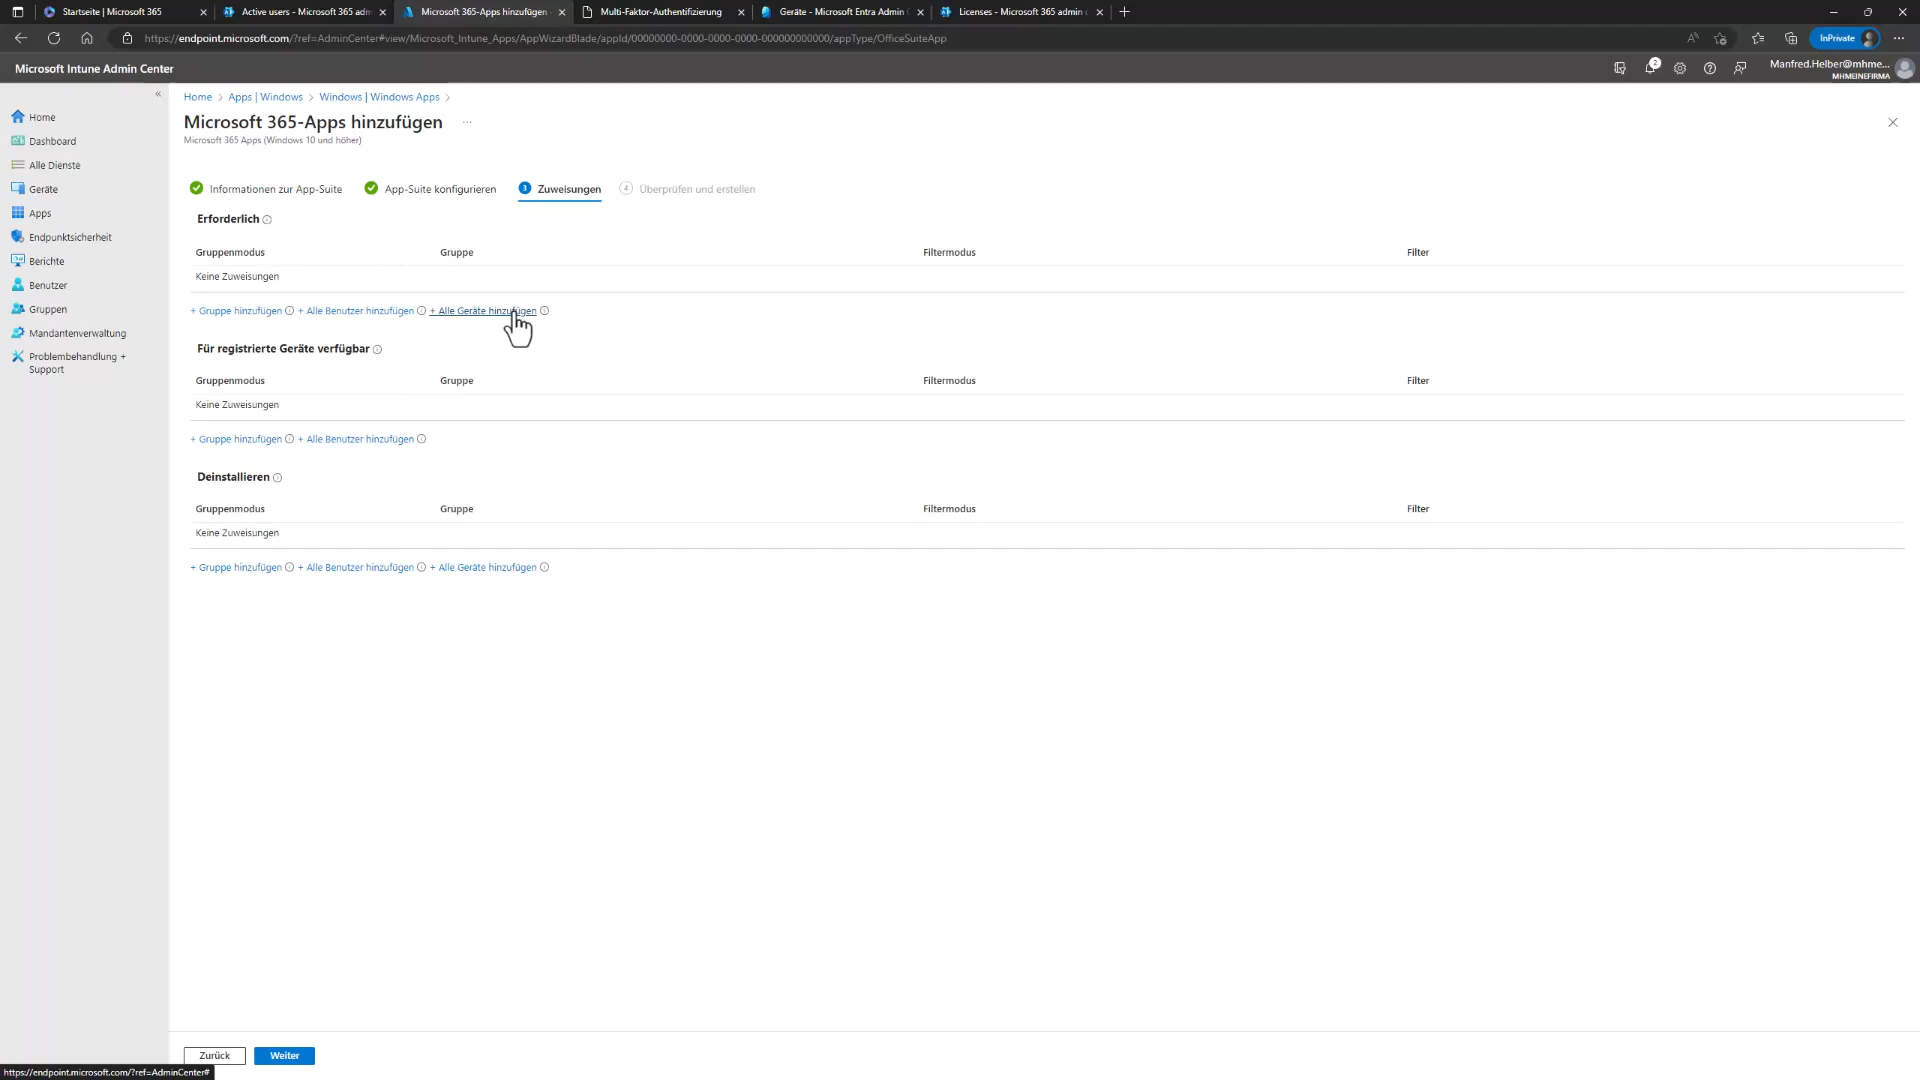 Startseite | Microsoft 365
Active users - Microsoft 365 adm
Microsoft 365-Apps hinzufügen
Multi-Faktor-Authentifizierung
Geräte - Microsoft Entra Admin
Licenses - Microsoft 365 admin
https://endpoint.microsoft.com/?ref=AdminCenter#view/Microsoft_Intune_Apps/AppWizardBlade/appId/00000000-0000-0000-0000-000000000000/appType/OfficeSuiteApp
InPrivate
Microsoft Intune Admin Center
2
Manfred.Helber@mhme...
MHMEINEFIRMA
Home
Dashboard
Alle Dienste
Geräte
Apps
Endpunktsicherheit
Berichte
Benutzer
Gruppen
Mandantenverwaltung
Problembehandlung +
Support
Home > Apps | Windows > Windows | Windows Apps >
Microsoft 365-Apps hinzufügen ...
Microsoft 365 Apps (Windows 10 und höher)
Informationen zur App-Suite
App-Suite konfigurieren
3 Zuweisungen
4 Überprüfen und erstellen
Erforderlich
Gruppenmodus Gruppe Filtermodus Filter
Keine Zuweisungen
+ Gruppe hinzufügen + Alle Benutzer hinzufügen + Alle Geräte hinzufügen
Für registrierte Geräte verfügbar
Gruppenmodus Gruppe Filtermodus Filter
Keine Zuweisungen
+ Gruppe hinzufügen + Alle Benutzer hinzufügen
Deinstallieren
Gruppenmodus Gruppe Filtermodus Filter
Keine Zuweisungen
+ Gruppe hinzufügen + Alle Benutzer hinzufügen + Alle Geräte hinzufügen
Zurück
Weiter
https://endpoint.microsoft.com/?ref=AdminCenter#